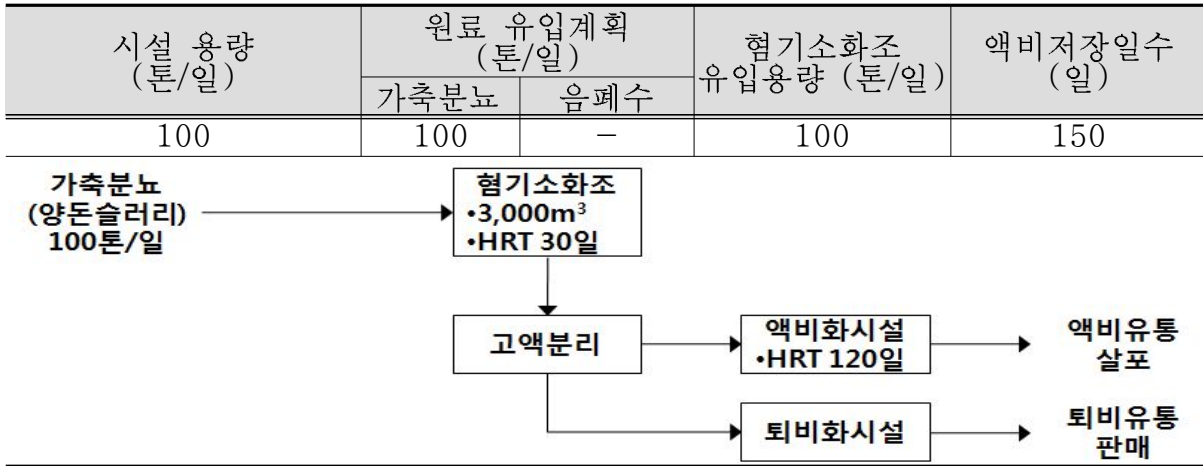 시설 용량
(톤/일)
원료 유입계획
(톤/일)
가축분뇨
음폐수
혐기소화조
유입용량 (톤/일)
액비저장일수
(일)
100
100
-
100
150
가축분뇨
(양돈슬러리)
100톤/일
혐기소화조
•3,000m³
•HRT 30일
고액분리
액비화시설
•HRT 120일
액비유통
살포
퇴비화시설
퇴비유통
판매